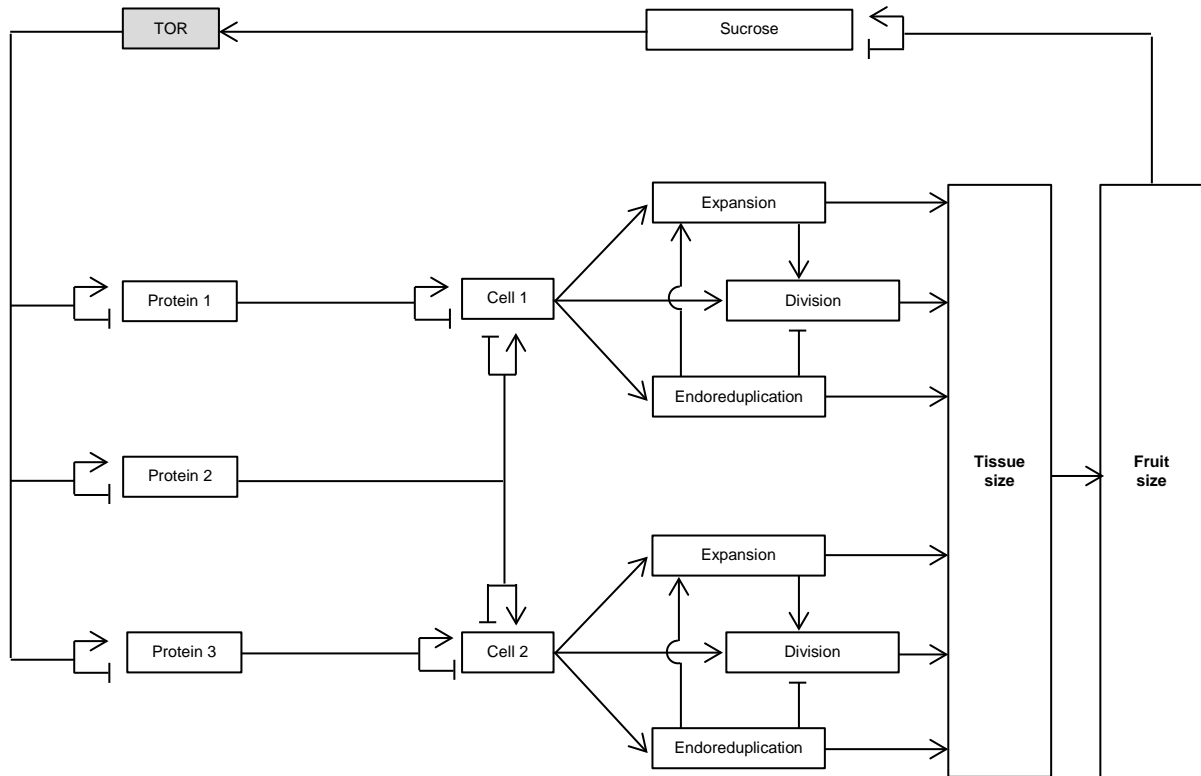 TOR
Sucrose
Expansion
Protein 1
Cell 1
Division
Endoreduplication
Protein 2
Tissue
size
Fruit
size
Expansion
Protein 3
Cell 2
Division
Endoreduplication